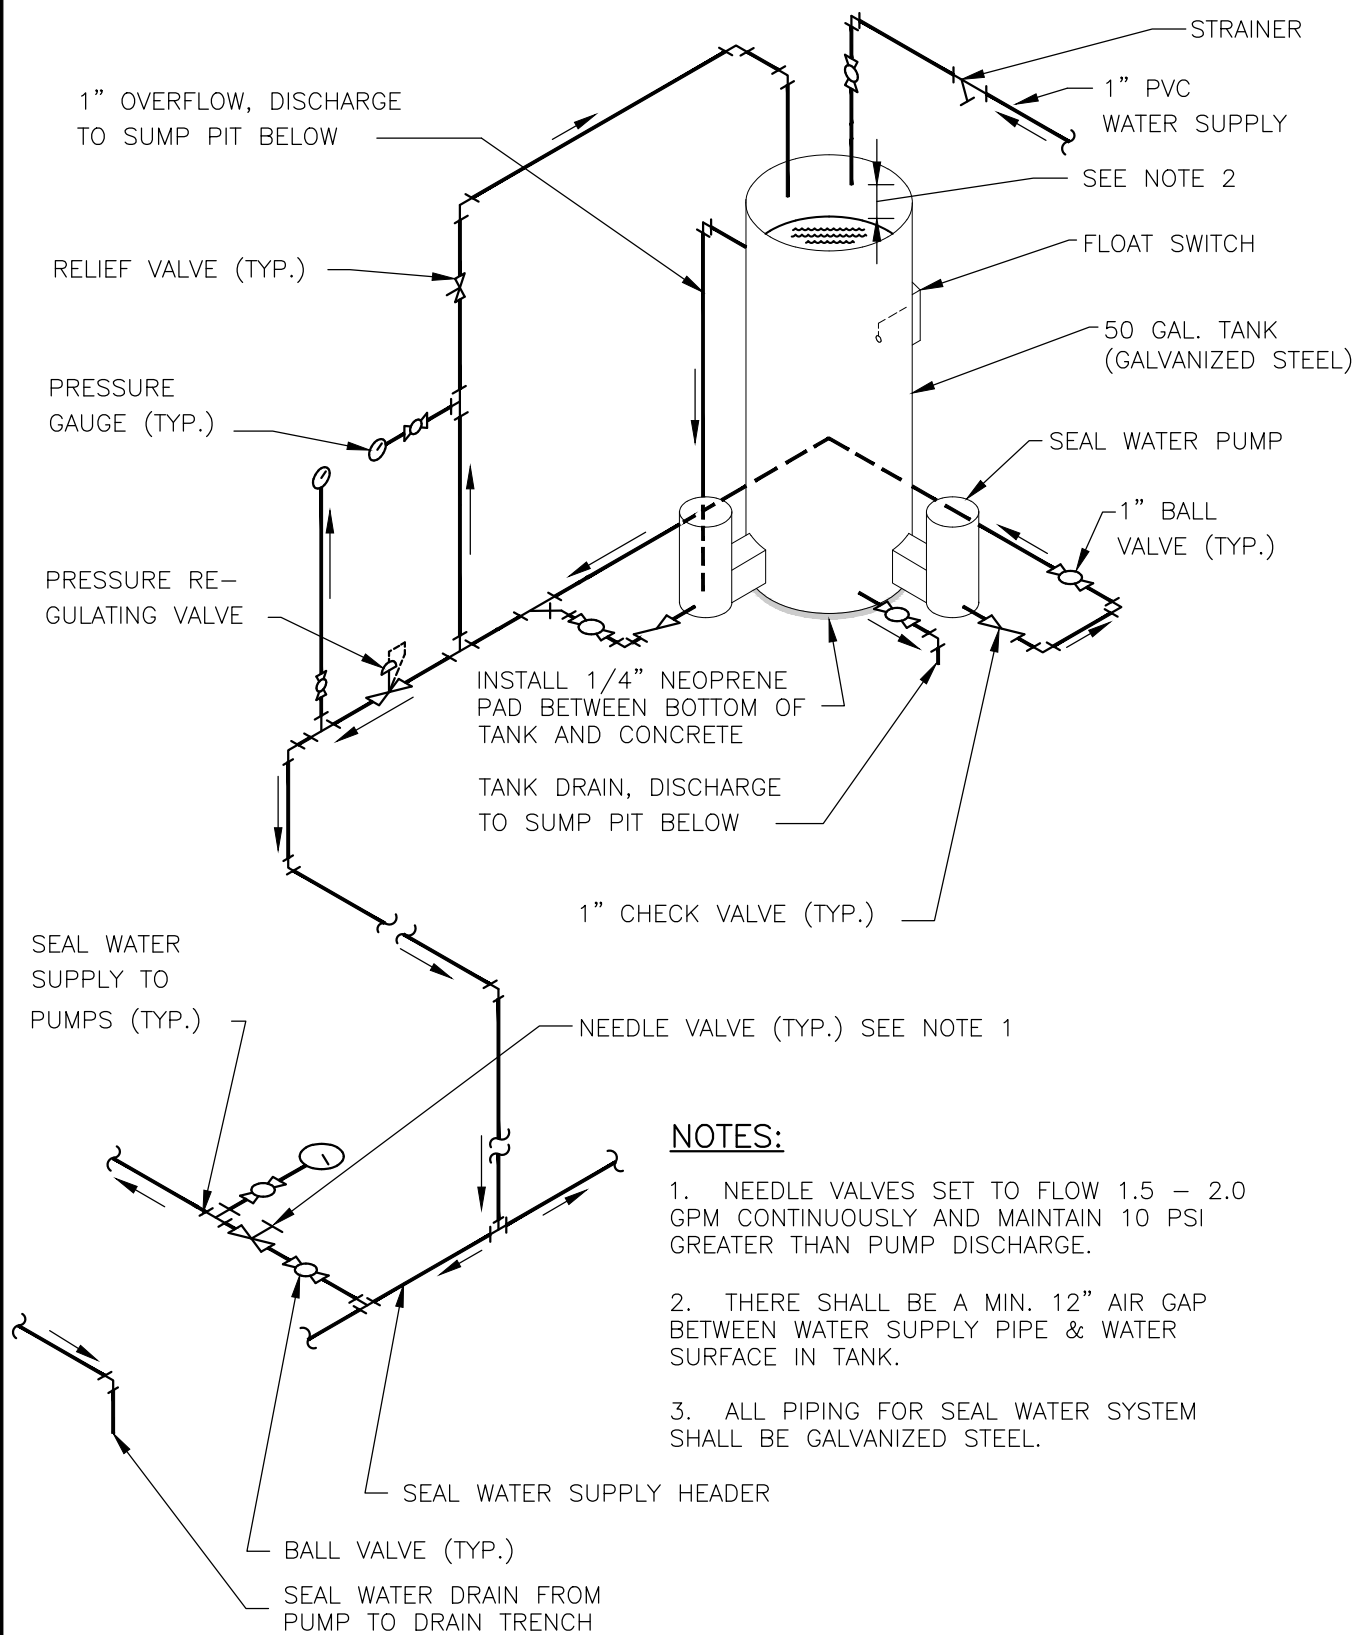 STRAINER
1" PVC
WATER SUPPLY
1" OVERFLOW, DISCHARGE
TO SUMP PIT BELOW
SEE NOTE 2
FLOAT SWITCH
RELIEF VALVE (TYP.)
50 GAL. TANK
(GALVANIZED STEEL)
PRESSURE
GAUGE (TYP.)
SEAL WATER PUMP
1" BALL
VALVE (TYP.)
PRESSURE RE-
GULATING VALVE
INSTALL 1/4" NEOPRENE
PAD BETWEEN BOTTOM OF
TANK AND CONCRETE
TANK DRAIN, DISCHARGE
TO SUMP PIT BELOW
1" CHECK VALVE (TYP.)
SEAL WATER
SUPPLY TO
PUMPS (TYP.)
NEEDLE VALVE (TYP.) SEE NOTE 1
NOTES:
1. NEEDLE VALVES SET TO FLOW 1.5 - 2.0
GPM CONTINUOUSLY AND MAINTAIN 10 PSI
GREATER THAN PUMP DISCHARGE.
2. THERE SHALL BE A MIN. 12" AIR GAP
BETWEEN WATER SUPPLY PIPE & WATER
SURFACE IN TANK.
3. ALL PIPING FOR SEAL WATER SYSTEM
SHALL BE GALVANIZED STEEL.
SEAL WATER SUPPLY HEADER
BALL VALVE (TYP.)
SEAL WATER DRAIN FROM
PUMP TO DRAIN TRENCH